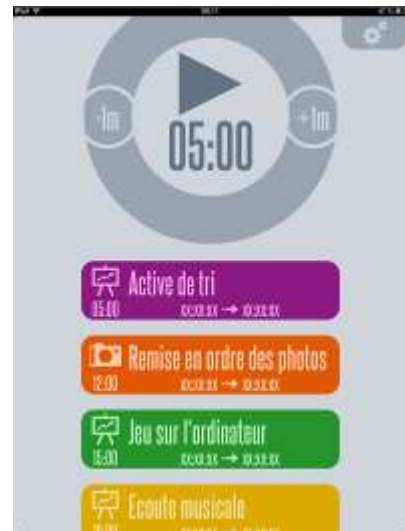 iPad
-1m
+1m
05:00
Active de tri
05:00
Remise en ordre des photos
12:00
Jeu sur l'ordinateur
15:00
Ecoute musicale